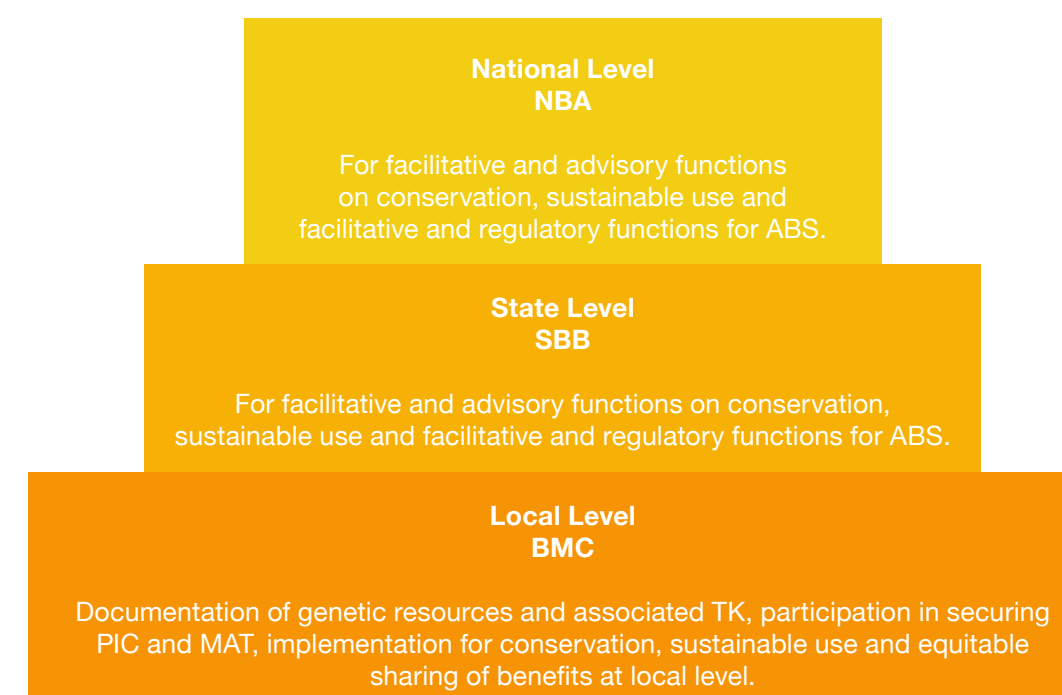 National Level
NBA
For facilitative and advisory functions
on conservation, sustainable use and
facilitative and regulatory functions for ABS.
State Level
SBB
For facilitative and advisory functions on conservation,
sustainable use and facilitative and regulatory functions for ABS.
Local Level
BMC
Documentation of genetic resources and associated TK, participation in securing
PIC and MAT, implementation for conservation, sustainable use and equitable
sharing of benefits at local level.